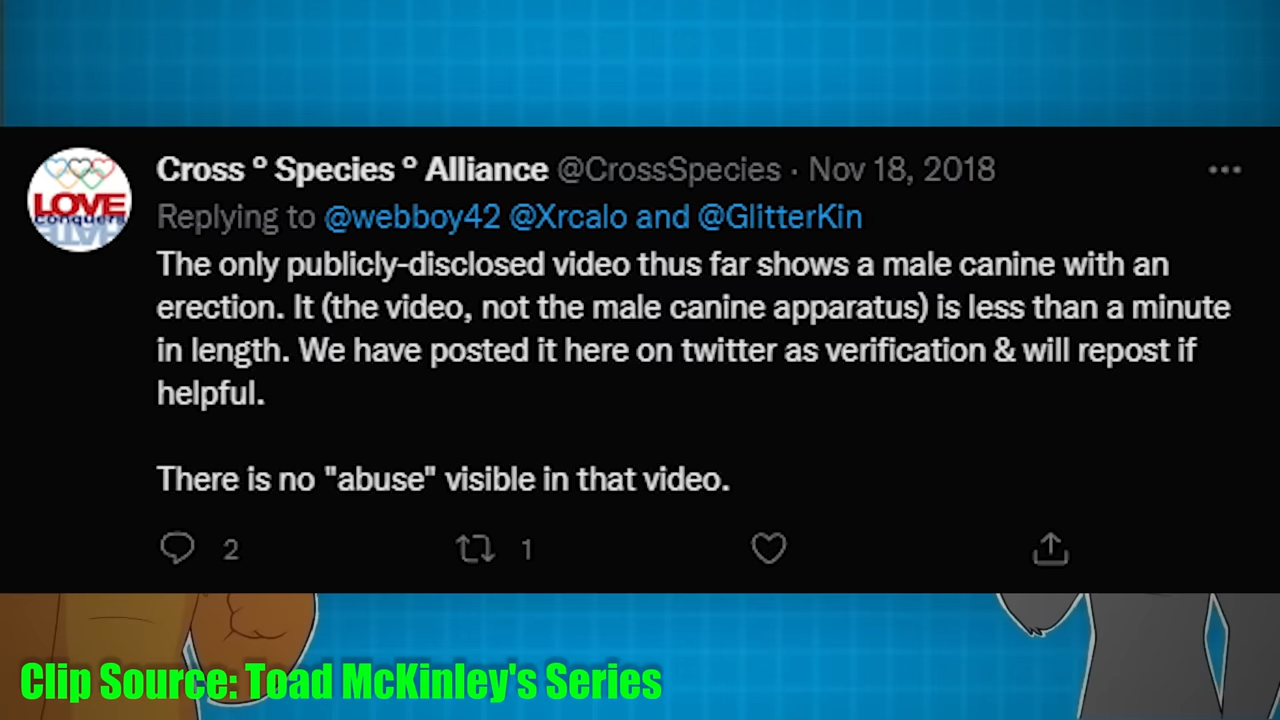 Cross º Species º Alliance @CrossSpecies · Nov 18, 2018
Replying to @webboy42 @Xrcalo and @GlitterKin
The only publicly-disclosed video thus far shows a male canine with an
erection. It (the video, not the male canine apparatus) is less than a minute
in length. We have posted it here on twitter as verification & will repost if
helpful.
There is no "abuse" visible in that video.
2 1
LOVE
conquers
HATE
Clip Source: Toad McKinley's Series